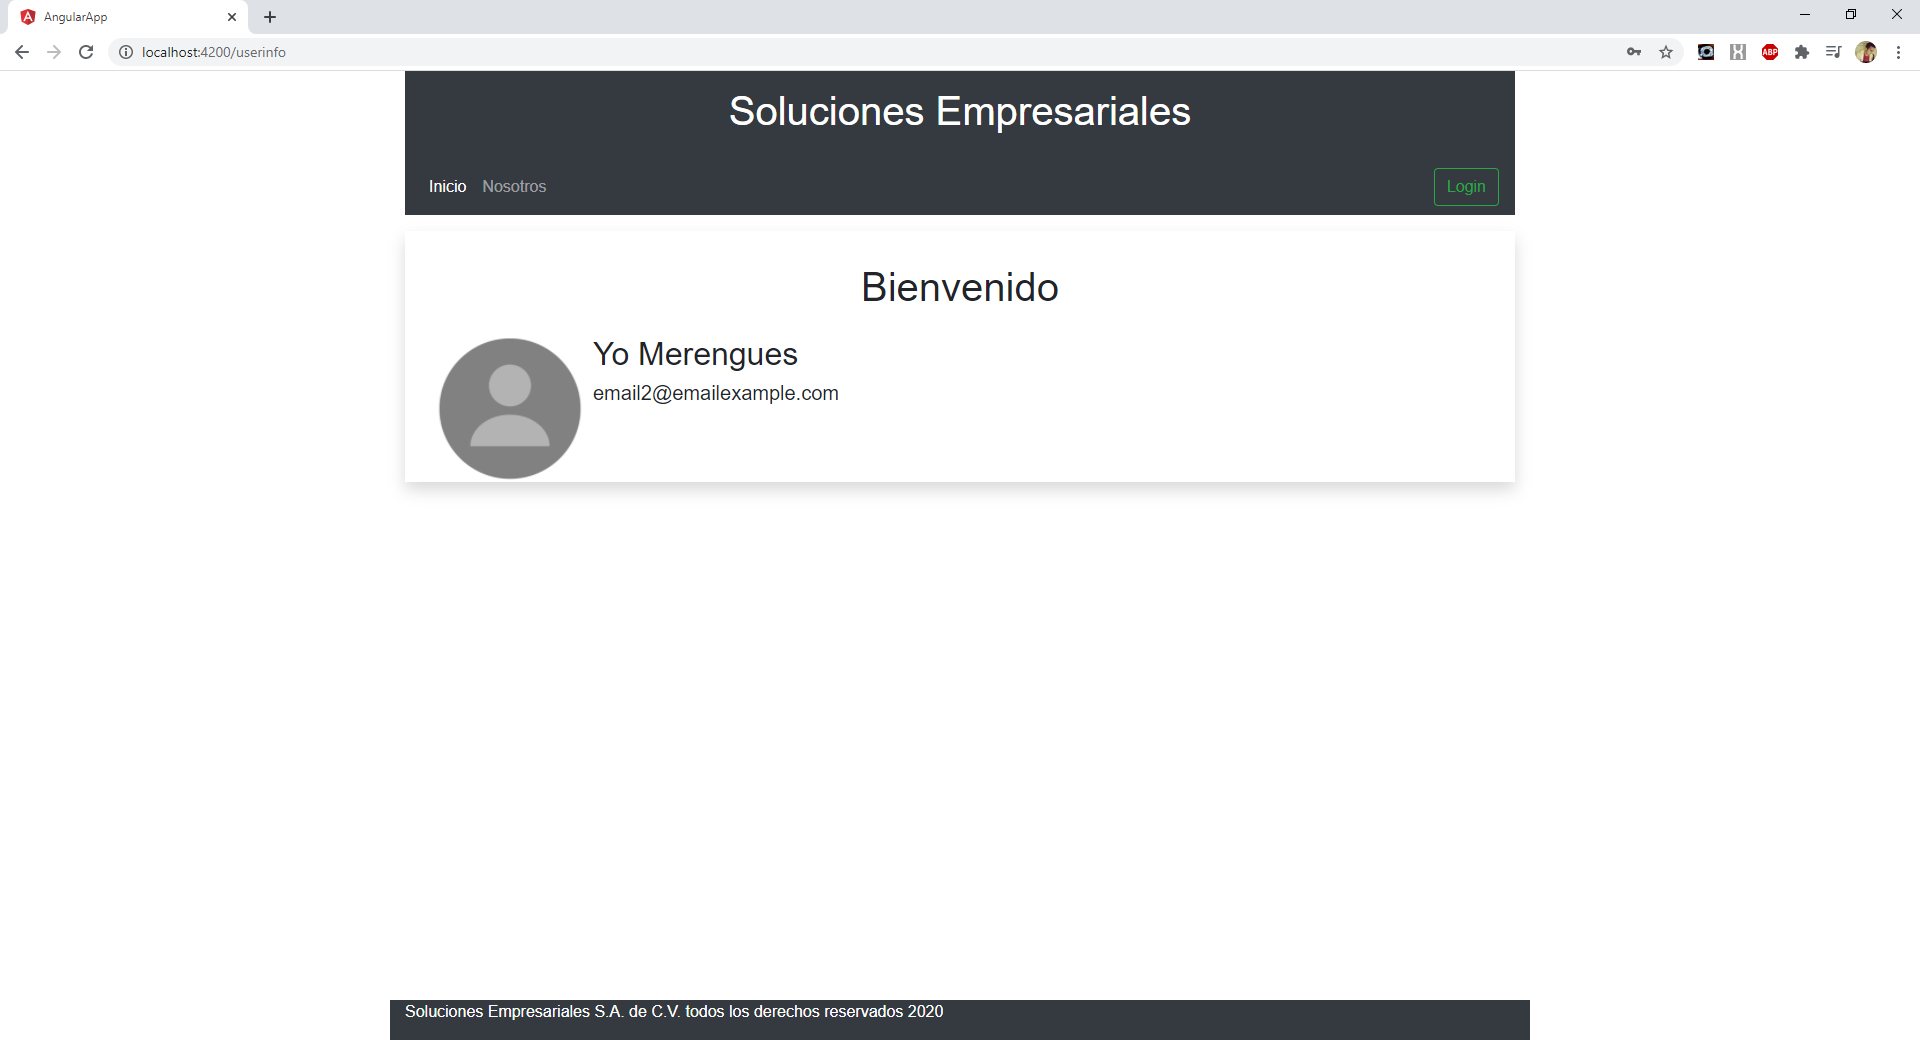 AngularApp
localhost:4200/userinfo
ABP
Soluciones Empresariales
Inicio Nosotros Login
Bienvenido
Yo Merengues
email2@emailexample.com
Soluciones Empresariales S.A. de C.V. todos los derechos reservados 2020